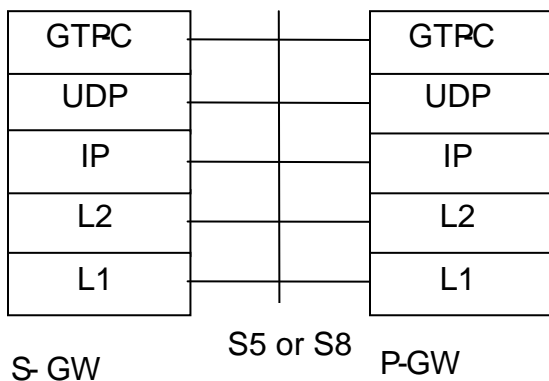 GTP-C GTP-C
UDP UDP
IP IP
L2 L2
L1 L1
S- GW S5 or S8 P-GW